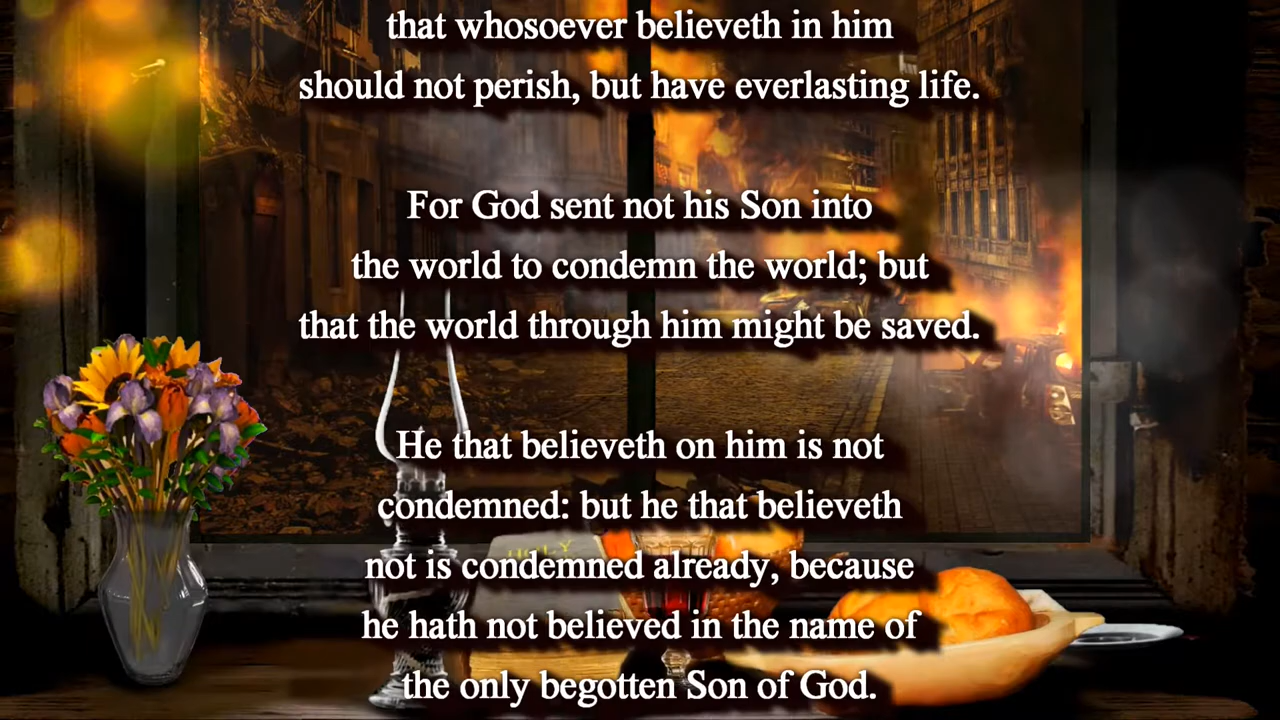 that whosoever believeth in him
should not perish, but have everlasting life.
For God sent not his Son into
the world to condemn the world; but
that the world through him might be saved.
He that believeth on him is not
condemned: but he that believeth
not is condemned already, because
he hath not believed in the name of
the only begotten Son of God.
HOLY